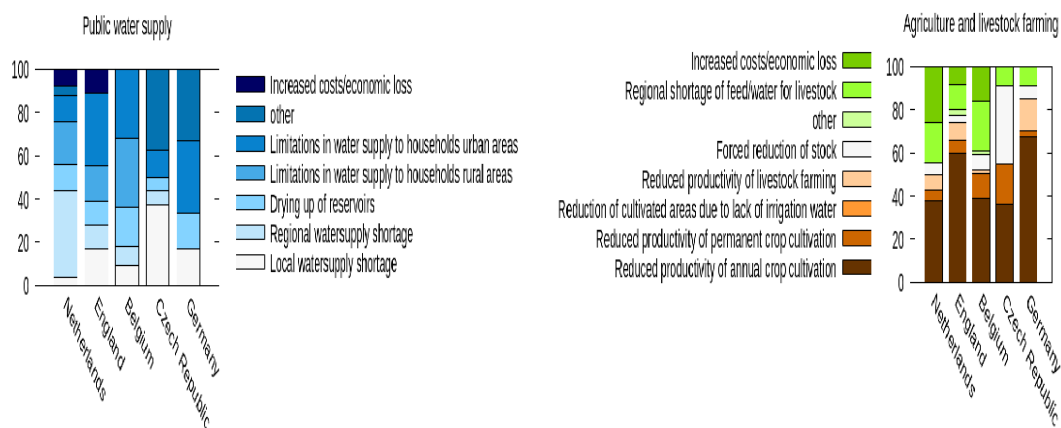 Public water supply
100
80
60
40
20
0
Netherlands
England
Belgium
Czech Republic
Germany
Increased costs/economic loss
other
Limitations in water supply to households urban areas
Limitations in water supply to households rural areas
Drying up of reservoirs
Regional watersupply shortage
Local watersupply shortage
Agriculture and livestock farming
Increased costs/economic loss
Regional shortage of feed/water for livestock
other
Forced reduction of stock
Reduced productivity of livestock farming
Reduction of cultivated areas due to lack of irrigation water
Reduced productivity of permanent crop cultivation
Reduced productivity of annual crop cultivation
100
80
60
40
20
0
Netherlands
England
Belgium
Czech Republic
Germany